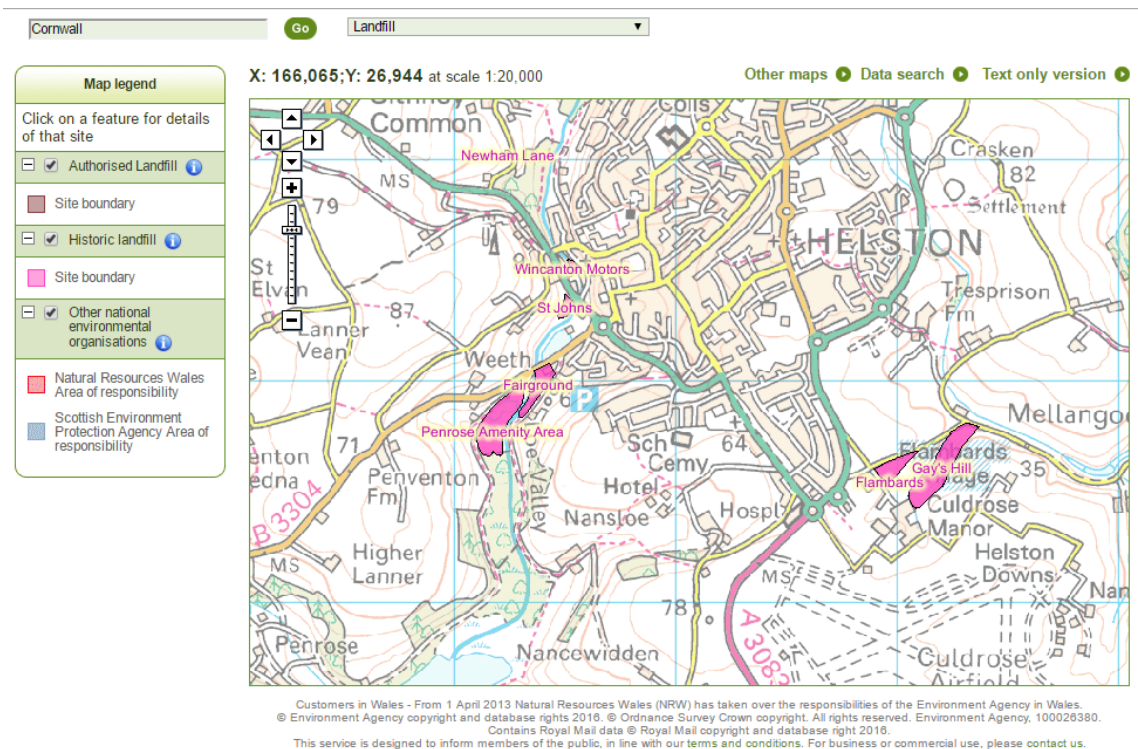 Cornwall
Go
Landfill
Map legend
Click on a feature for details
of that site
Authorised Landfill
Site boundary
Historic landfill
Site boundary
Other national
environmental
organisations
Natural Resources Wales
Area of responsibility
Scottish Environment
Protection Agency Area of
responsibility
X: 166,065;Y: 26,944 at scale 1:20,000
Other maps
Data search
Text only version
Common
Colls
Newham Lane
Crasken
82
MS
79
Settlement
HELSTON
St
Elvan
Wincanton Motors
Tresprison
Fm
87
St Johns
Lanner
Vean
Weeth
Fairground
P
6
Mellangoo
Penrose Amenity Area
71
Sch
64
Cemy
Flambards
Gay's Hill
35
Flambards
Penventon
Fm
Hotel
Hospl
Culdrose
Manor
B 3304
Valley
Nansloe
Helston
Downs
Higher
Lanner
MS
MS
Nan
78
A 3083
Penrose
Nancewidden
Culdrose
Airfield
Customers in Wales - From 1 April 2013 Natural Resources Wales (NRW) has taken over the responsibilities of the Environment Agency in Wales.
© Environment Agency copyright and database rights 2016. © Ordnance Survey Crown copyright. All rights reserved. Environment Agency, 100026380.
Contains Royal Mail data © Royal Mail copyright and database right 2016.
This service is designed to inform members of the public, in line with our terms and conditions. For business or commercial use, please contact us.